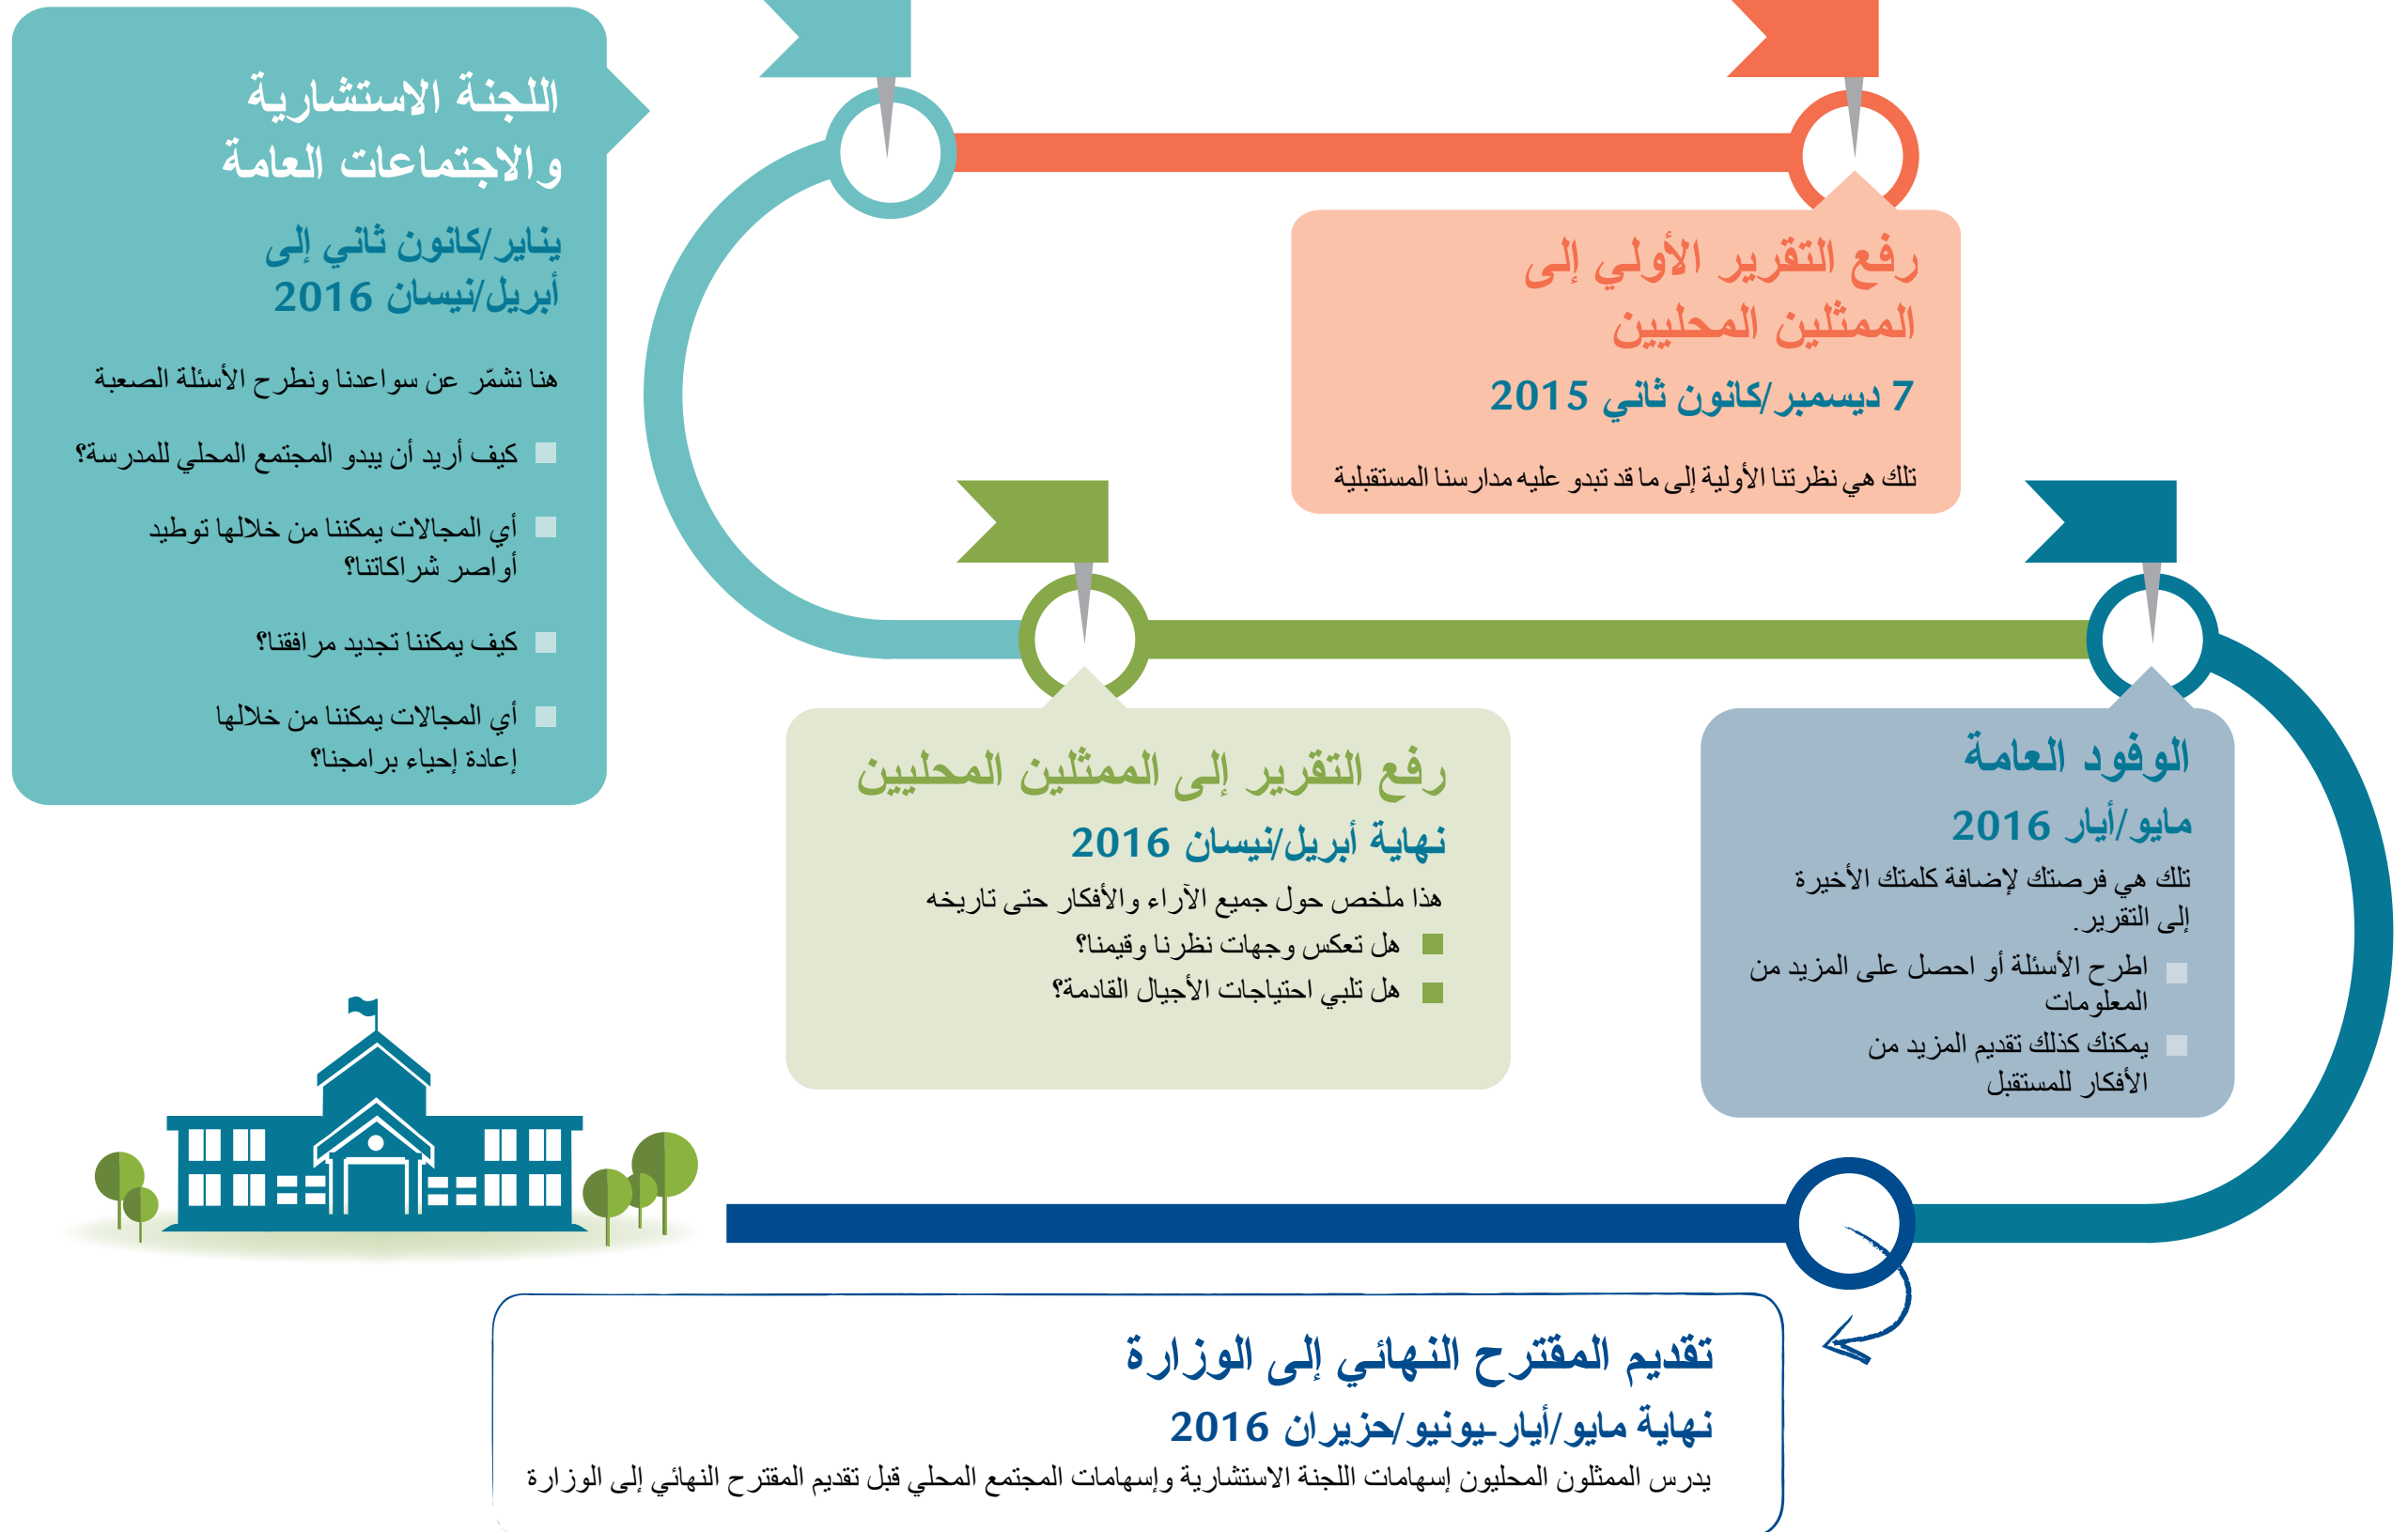 رفع التقرير الأولي إلى
الممثلين المحليين
7 ديسمبر/كانون ثاني 2015
تلك هي نظرتنا الأولية إلى ما قد تبدو عليه مدارسنا المستقبلية
اللجنة الاستشارية
والاجتماعات العامة
يناير/كانون ثاني إلى
أبريل/نيسان 2016
هنا نشمّر عن سواعدنا ونطرح الأسئلة الصعبة
كيف أريد أن يبدو المجتمع المحلي للمدرسة؟
أي المجالات يمكننا من خلالها توطيد
أواصر شراكاتنا؟
كيف يمكننا تجديد مرافقنا؟
أي المجالات يمكننا من خلالها
إعادة إحياء برامجنا؟
رفع التقرير إلى الممثلين المحليين
نهاية أبريل/نيسان 2016
هذا ملخص حول جميع الآراء والأفكار حتى تاريخه
هل تعكس وجهات نظرنا وقيمنا؟
هل تلبي احتياجات الأجيال القادمة؟
الوفود العامة
مايو/أيار 2016
تلك هي فرصتك لإضافة كلمتك الأخيرة
إلى التقرير.
اطرح الأسئلة أو احصل على المزيد من
المعلومات
يمكنك كذلك تقديم المزيد من
الأفكار للمستقبل
تقديم المقترح النهائي إلى الوزارة
نهاية مايو/أيار-يونيو/حزيران 2016
يدرس الممثلون المحليون إسهامات اللجنة الاستشارية وإسهامات المجتمع المحلي قبل تقديم المقترح النهائي إلى الوزارة